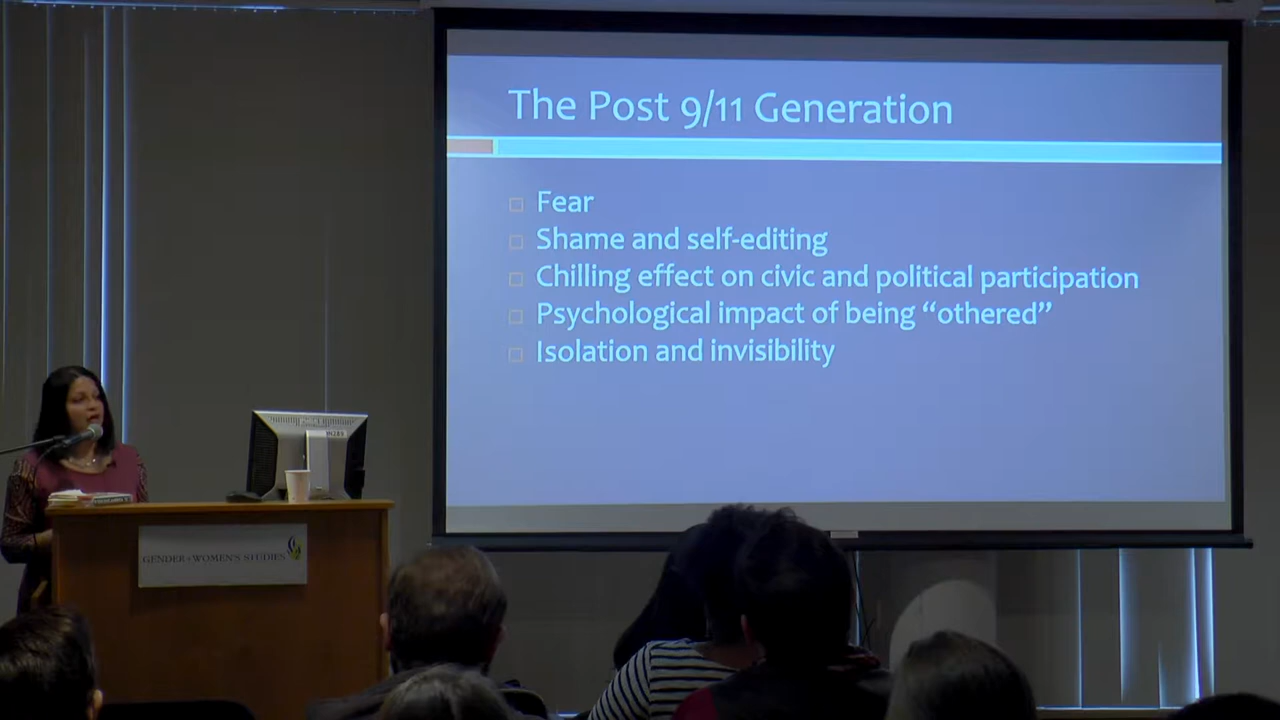 The Post 9/11 Generation
Fear
Shame and self-editing
Chilling effect on civic and political participation
Psychological impact of being “othered”
Isolation and invisibility
GENDER+WOMEN'S STUDIES